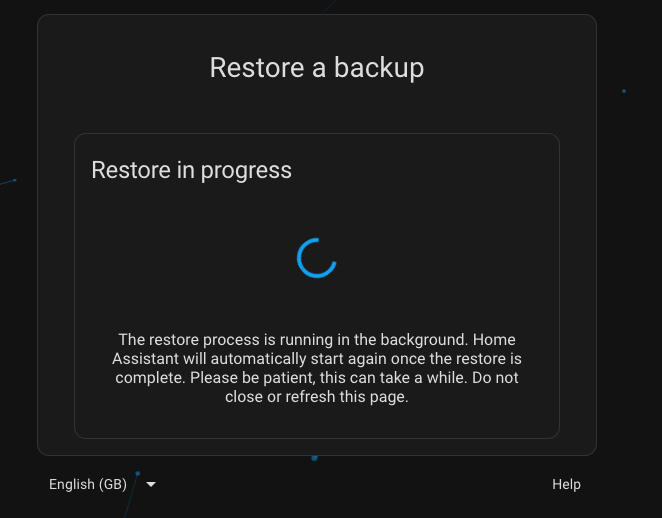 Restore a backup
Restore in progress
The restore process is running in the background. Home
Assistant will automatically start again once the restore is
complete. Please be patient, this can take a while. Do not
close or refresh this page.
English (GB)
Help